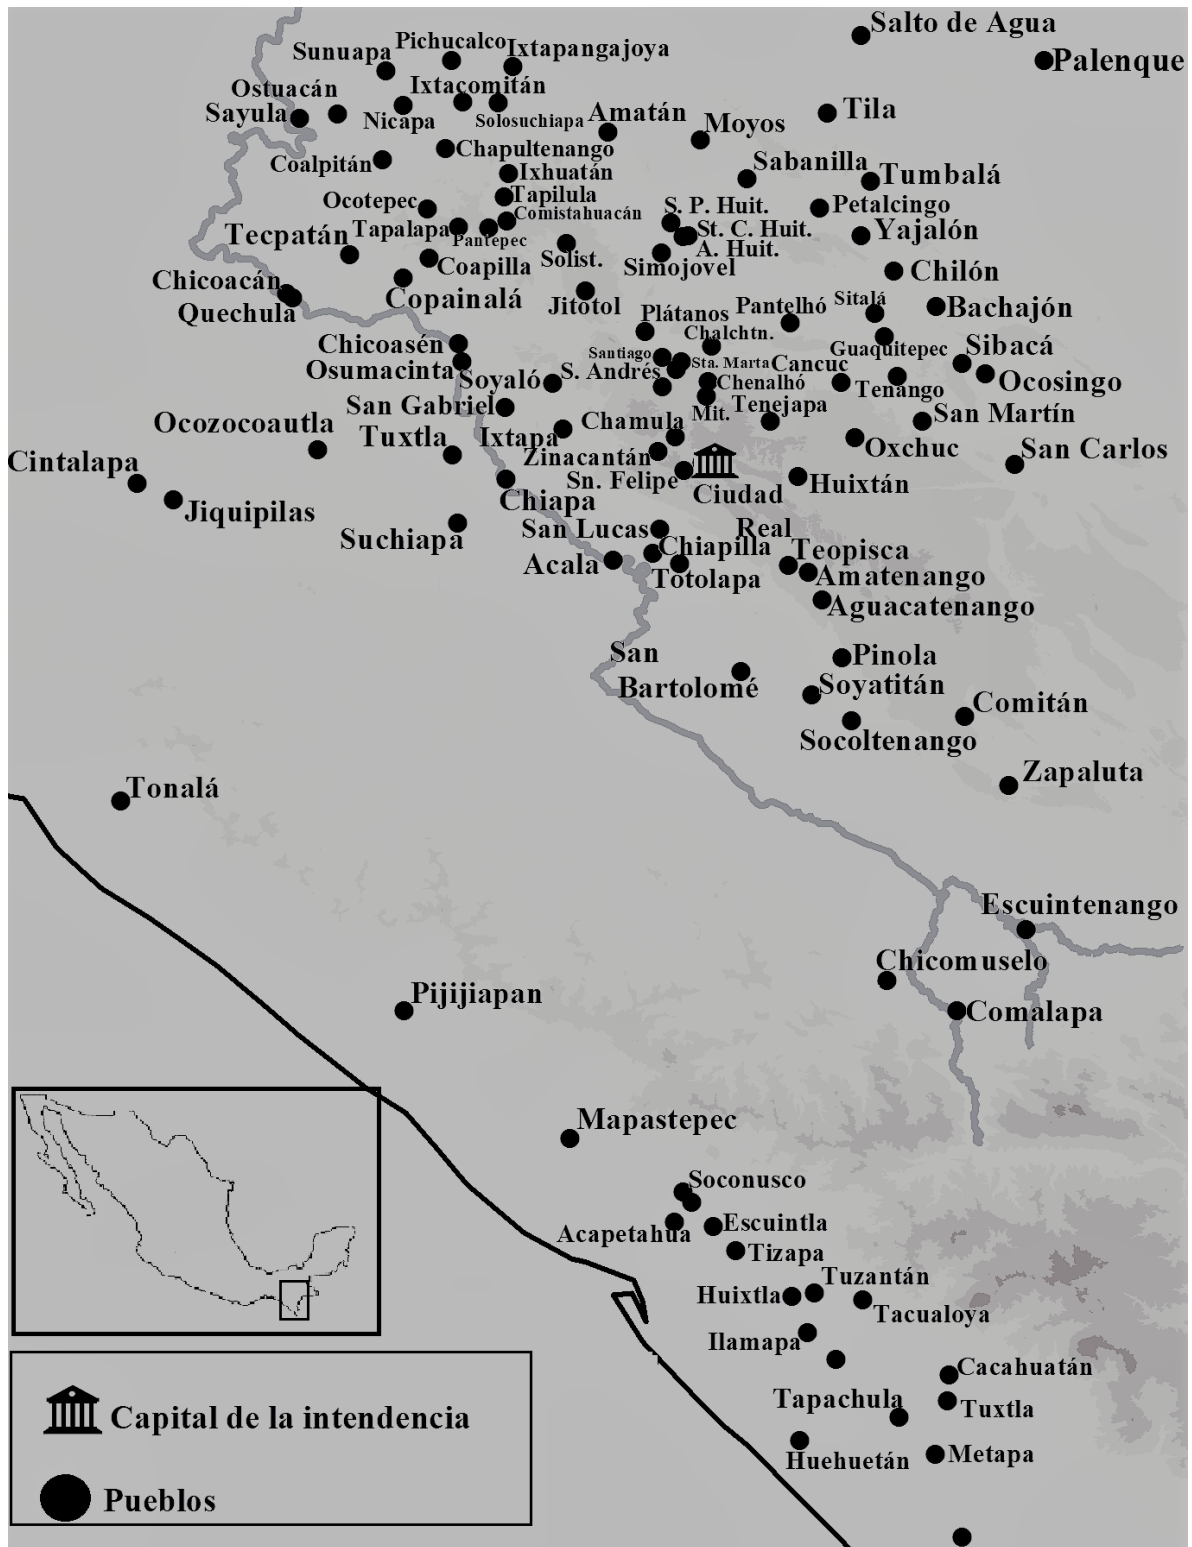 Salto de Agua
Pichucalco
Ixtapangajoya
Sunuapa
Palenque
Ostuacán
Ixtacomitán
Sayula
Nicapa
Solosuchiapa
Amatán
Tila
Moyos
Chapultenango
Coalpitán
Ixhuatán
Sabanilla
Tumbalá
Ocotepec
Tapilula
Comistahuacán
S. P. Huit.
Petalcingo
Tecpatán
Tapalapa
Pantepec
St. C. Huit.
Yajalón
A. Huit.
Solist.
Simojovel
Coapilla
Chilón
Chicoacán
Copainalá
Jitotol
Quechula
Plátanos
Pantelhó
Sitalá
Bachajón
Chicoasén
Chalchtn.
Guaquitepec
Sibacá
Santiago
Sta. Marta
Cancuc
Osumacinta
Soyaló
S. Andrés
Chenalhó
Tenango
Ocosingo
San Gabriel
Mit.
Tenejapa
San Martín
Ocozocoautla
Tuxtla
Ixtapa
Chamula
Oxchuc
San Carlos
Cintalapa
Zinacantán
Sn. Felipe
Ciudad
Real
Huixtán
Jiquipilas
Chiapa
Suchiapa
San Lucas
Chiapilla
Teopisca
Acala
Totolapa
Amatenango
Aguacatenango
San
Bartolomé
Pinola
Soyatitán
Comitán
Socoltenango
Zapaluta
Tonalá
Escuintenango
Chicomuselo
Pijijiapan
Comalapa
Mapastepec
Soconusco
Acapetahua
Escuintla
Tizapa
Tuzantán
Huixtla
Tacualoya
Ilamapa
Cacahuatán
Tapachula
Tuxtla
Huehuetán
Metapa
Capital de la intendencia
Pueblos